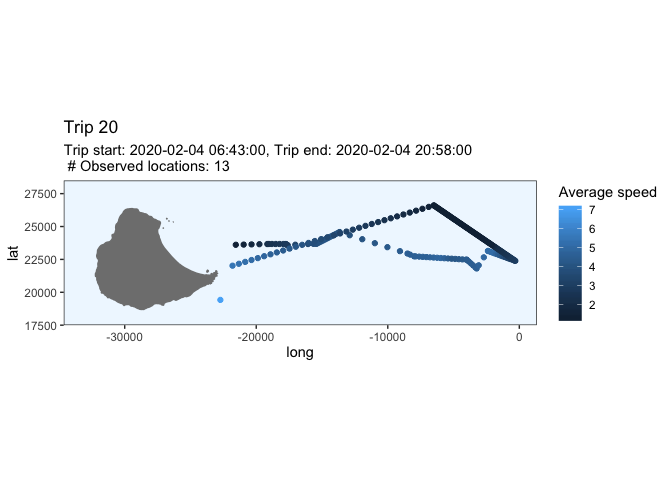 Trip 20
Trip start: 2020-02-04 06:43:00, Trip end: 2020-02-04 20:58:00
# Observed locations: 13
Average speed
7
6
5
4
3
2
lat
27500
25000
22500
20000
17500
-30000
-20000
-10000
0
long